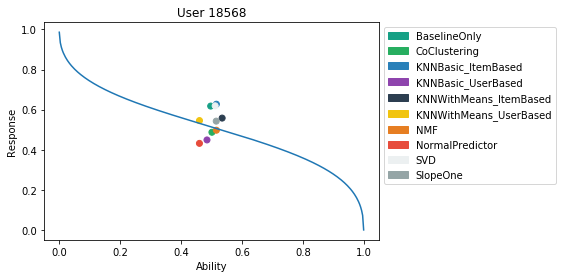 User 18568
1.0
0.8
0.6
0.4
0.2
0.0
Response
0.0
0.2
0.4
0.6
0.8
1.0
Ability
BaselineOnly
CoClustering
KNNBasic_ItemBased
KNNBasic_UserBased
KNNWithMeans_ItemBased
KNNWithMeans_UserBased
NMF
NormalPredictor
SVD
SlopeOne